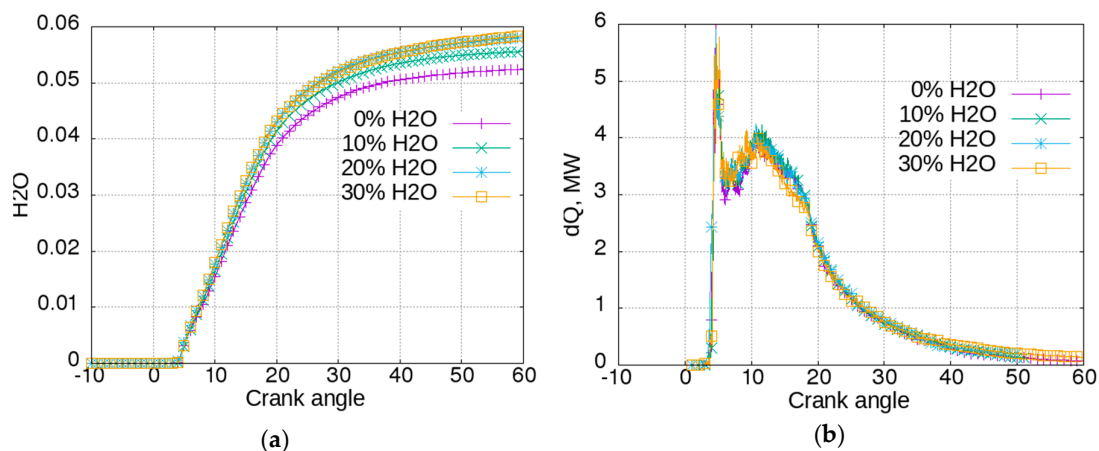 0.06
0.05
0.04
0.03
0.02
0.01
0
H2O
0% H2O
10% H2O
20% H2O
30% H2O
-10 0 10 20 30 40 50 60
Crank angle
(a)
6
5
4
3
2
1
0
dQ, MW
0% H2O
10% H2O
20% H2O
30% H2O
-10 0 10 20 30 40 50 60
Crank angle
(b)